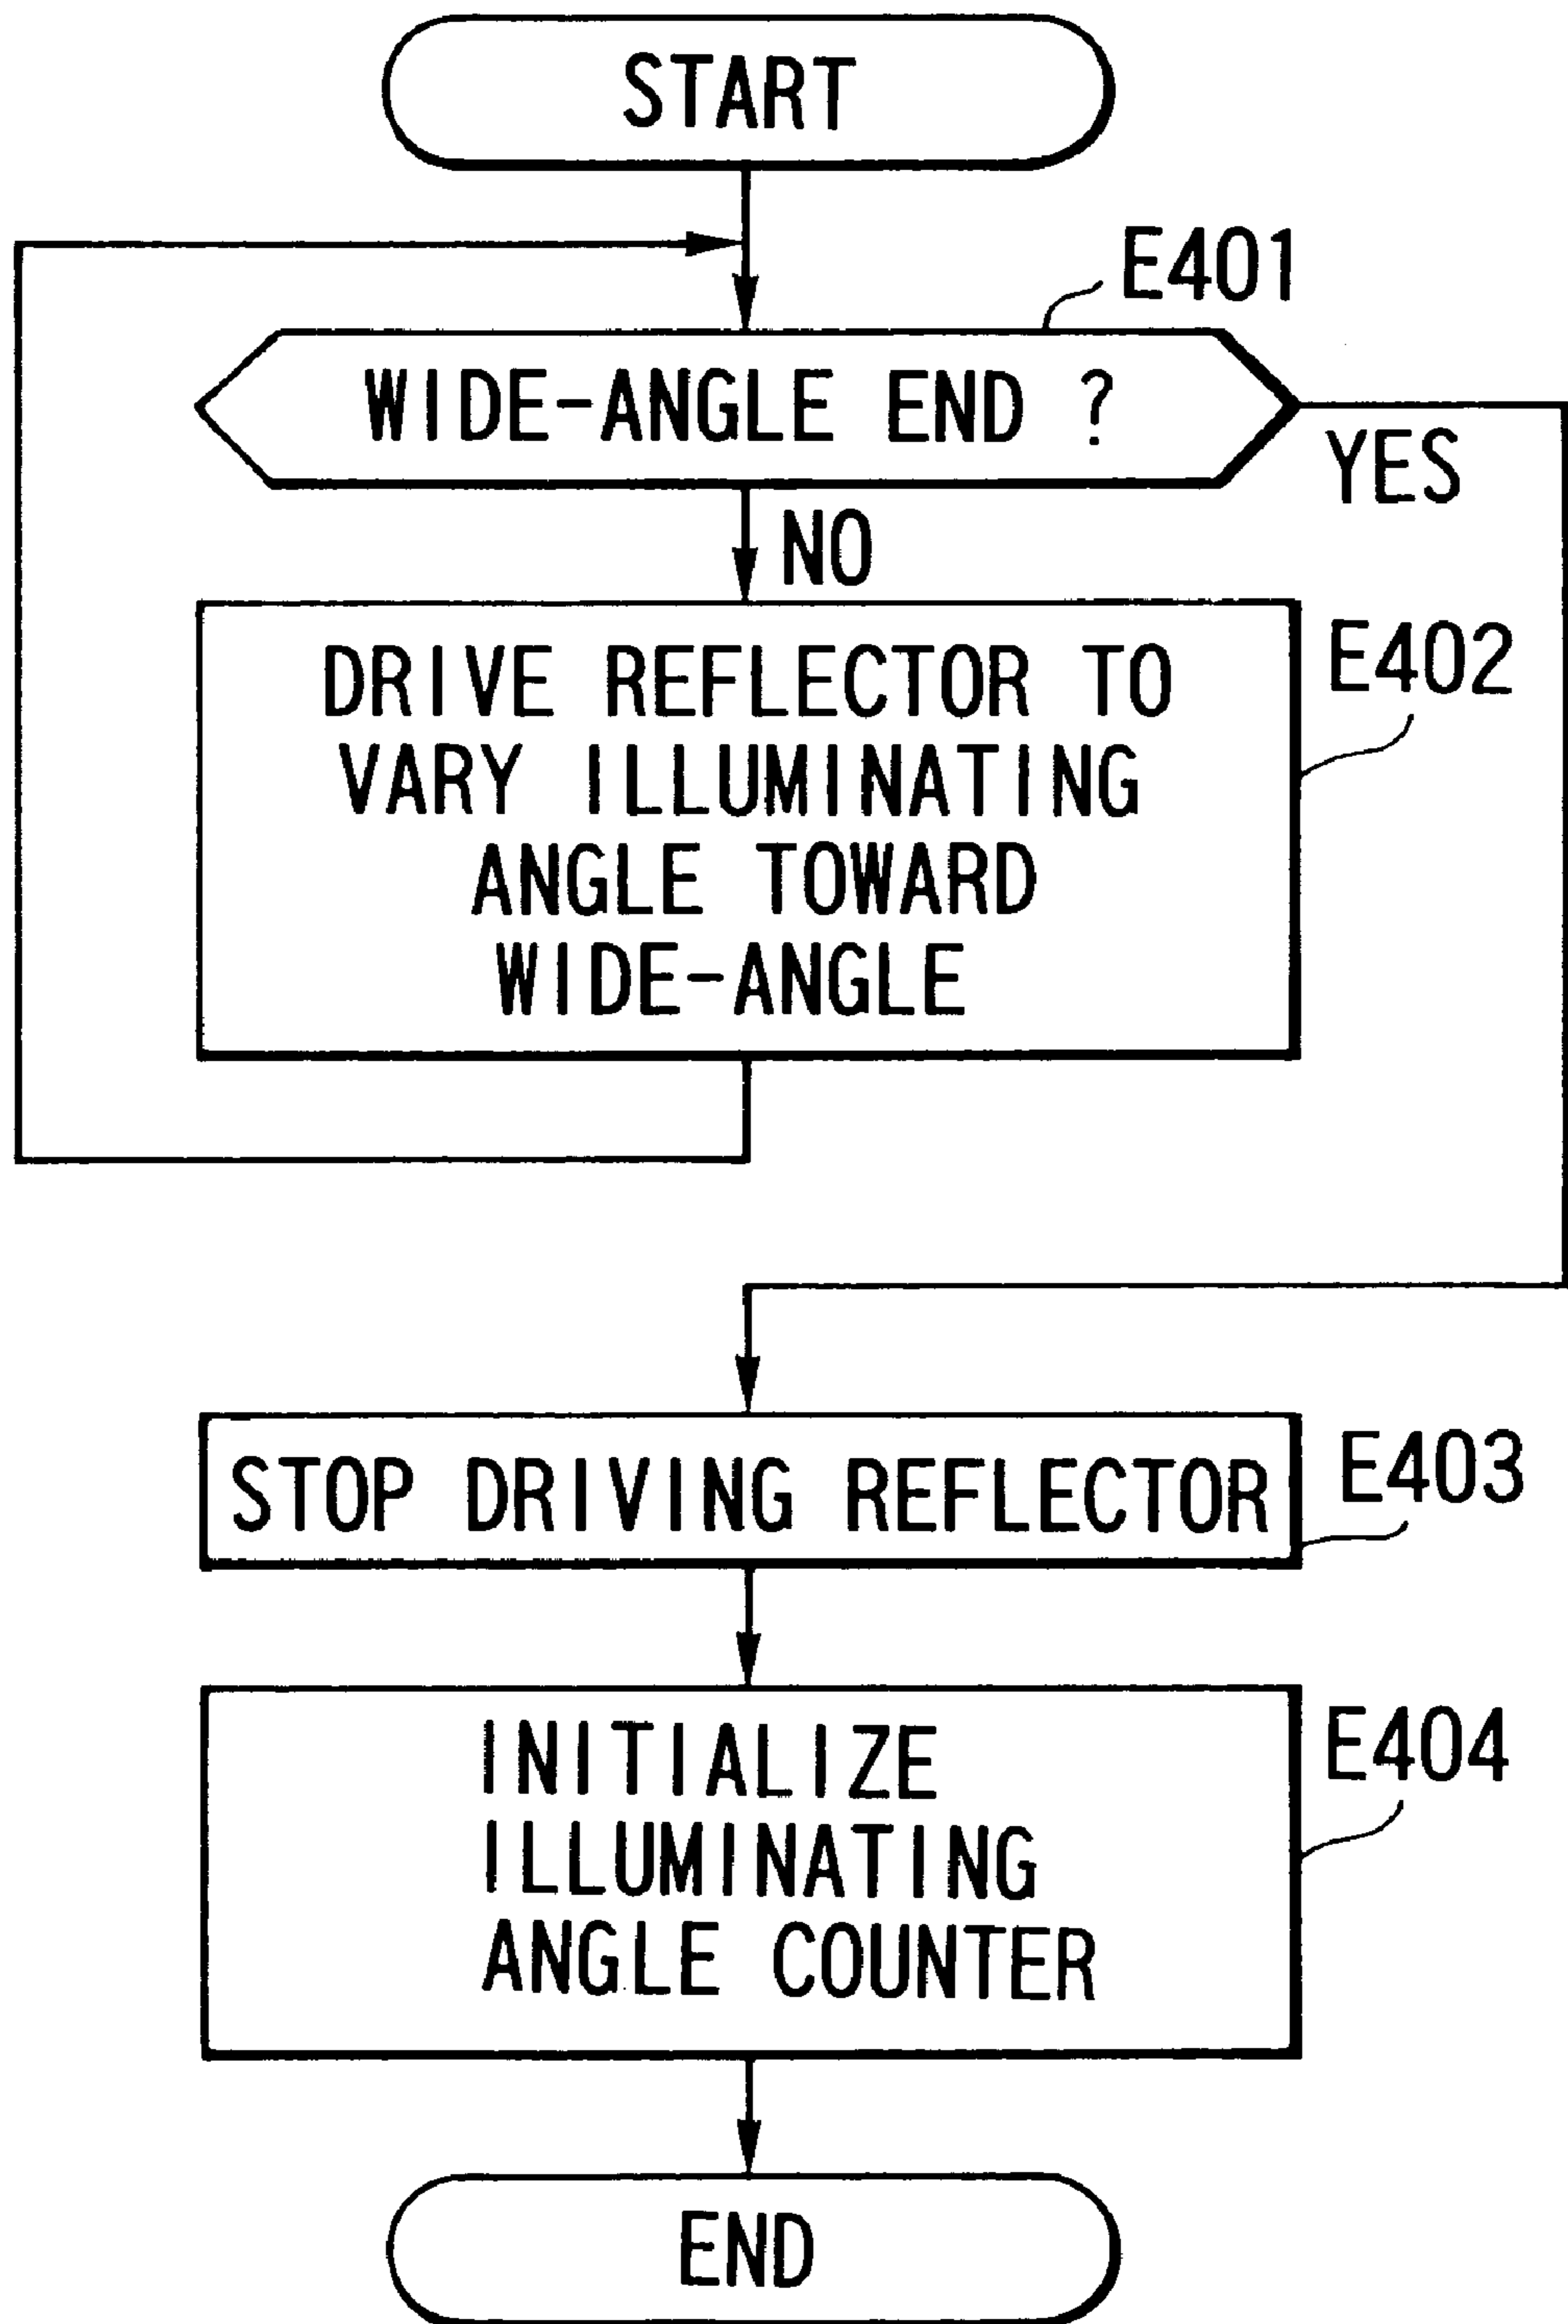 START
E401
WIDE-ANGLE END ?
YES
NO
E402
DRIVE REFLECTOR TO
VARY ILLUMINATING
ANGLE TOWARD
WIDE-ANGLE
STOP DRIVING REFLECTOR
E403
INITIALIZE
ILLUMINATING
ANGLE COUNTER
E404
END